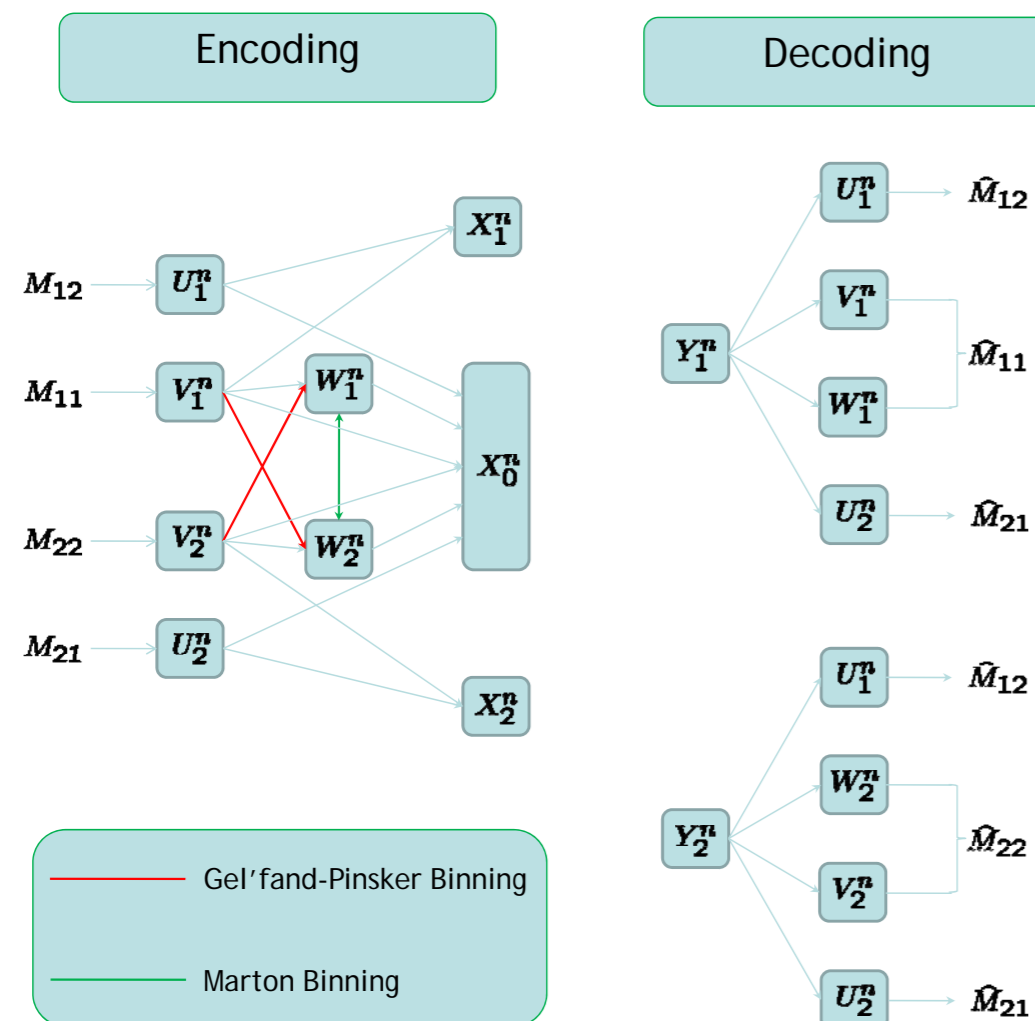 Encoding
X₁ⁿ
M₁₂ U₁ⁿ
M₁₁ V₁ⁿ W₁ⁿ
X₀ⁿ
M₂₂ V₂ⁿ W₂ⁿ
M₂₁ U₂ⁿ
X₂ⁿ
Gel'fand-Pinsker Binning
Marton Binning
Decoding
U₁ⁿ M̂₁₂
V₁ⁿ
Y₁ⁿ M̂₁₁
W₁ⁿ
U₂ⁿ M̂₂₁
U₁ⁿ M̂₁₂
W₂ⁿ
Y₂ⁿ M̂₂₂
V₂ⁿ
U₂ⁿ M̂₂₁